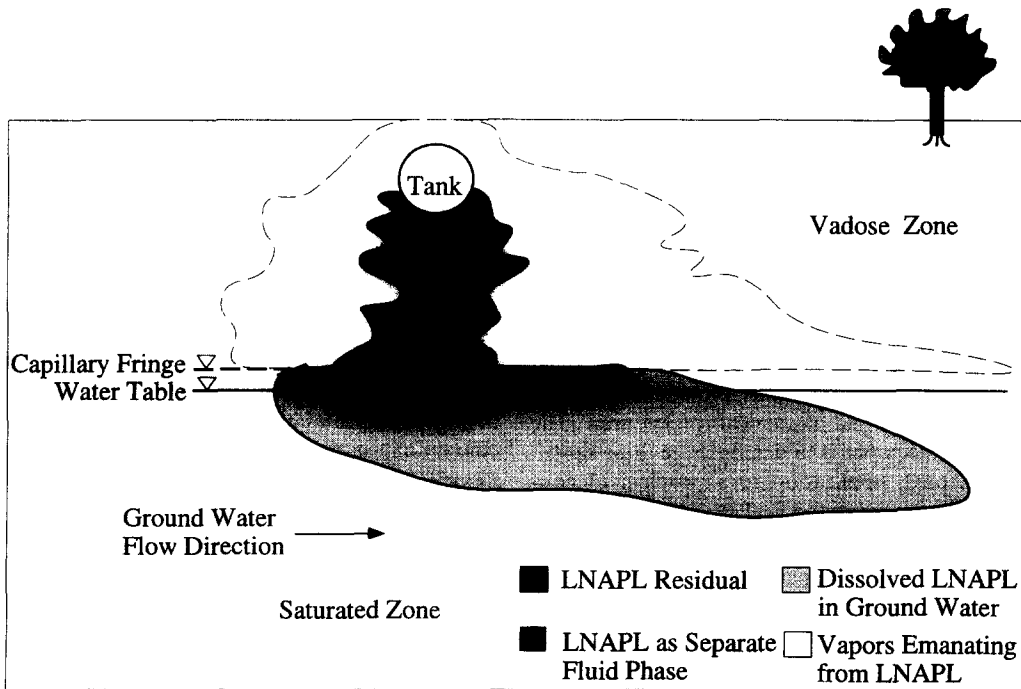 Tank
Vadose Zone
Capillary Fringe
Water Table
Ground Water
Flow Direction
Saturated Zone
LNAPL Residual
LNAPL as Separate
Fluid Phase
Dissolved LNAPL
in Ground Water
Vapors Emanating
from LNAPL